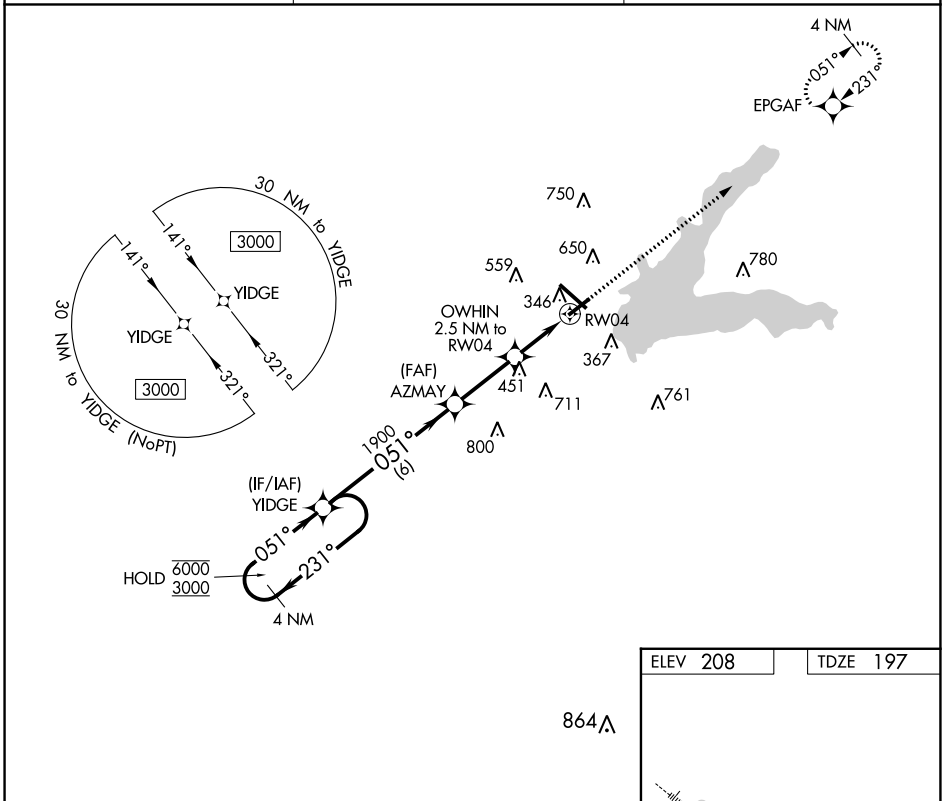 4 NM
051°
231°
EPGAF
30 NM to YIDGE
3000
141°
YIDGE
321°
141°
YIDGE
321°
3000
30 NM to YIDGE (NoPT)
750
650
559
780
346
RW04
OWHIN
2.5 NM to
RW04
367
451
(FAF)
AZMAY
711
761
800
1900
051°
(6)
(IF/IAF)
YIDGE
051°
231°
HOLD
6000
3000
4 NM
ELEV 208
TDZE 197
864